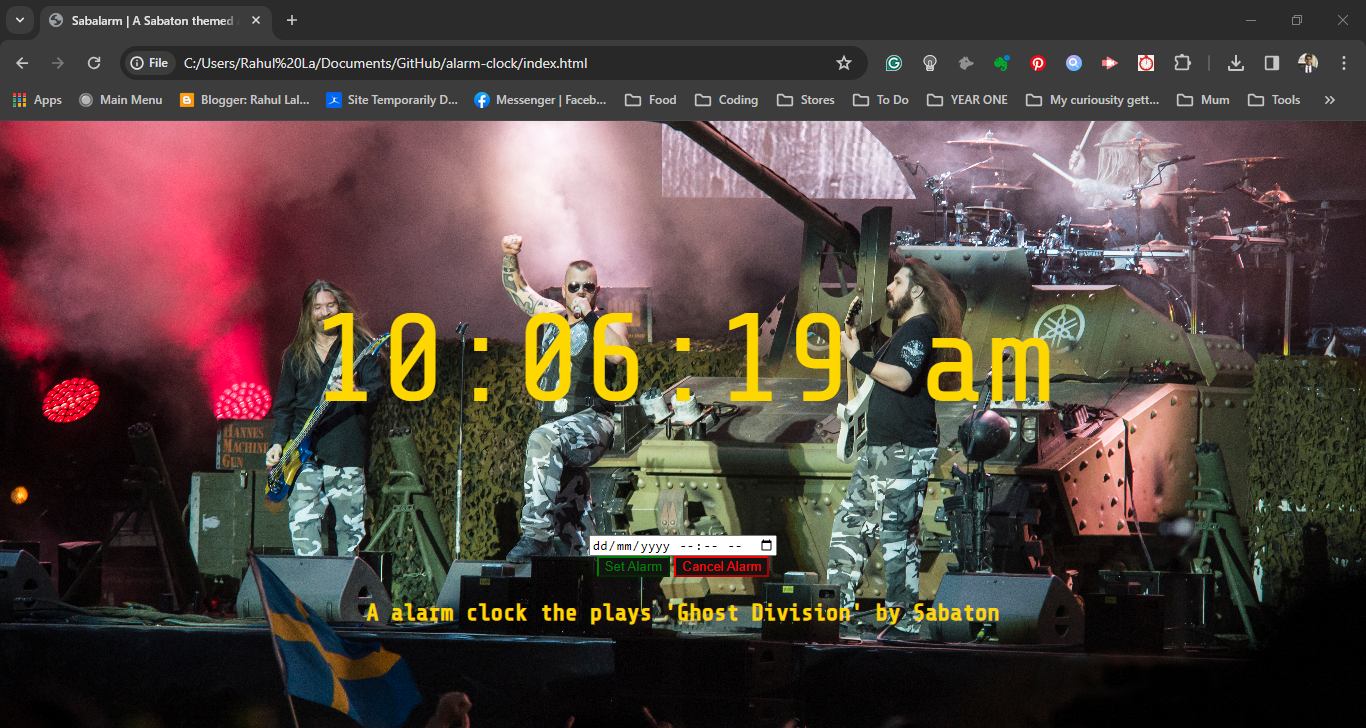 Sabalarm | A Sabaton themed
File
C:/Users/Rahul%20La/Documents/GitHub/alarm-clock/index.html
Apps Main Menu Blogger: Rahul Lal... Site Temporarily D... Messenger | Faceb... Food Coding Stores To Do YEAR ONE My curiousity gett... Mum Tools
10:06:19 am
HANNES
MACHINE
GUN
dd/mm/yyyy --:-- --
Set Alarm Cancel Alarm
A alarm clock the plays 'Ghost Division' by Sabaton